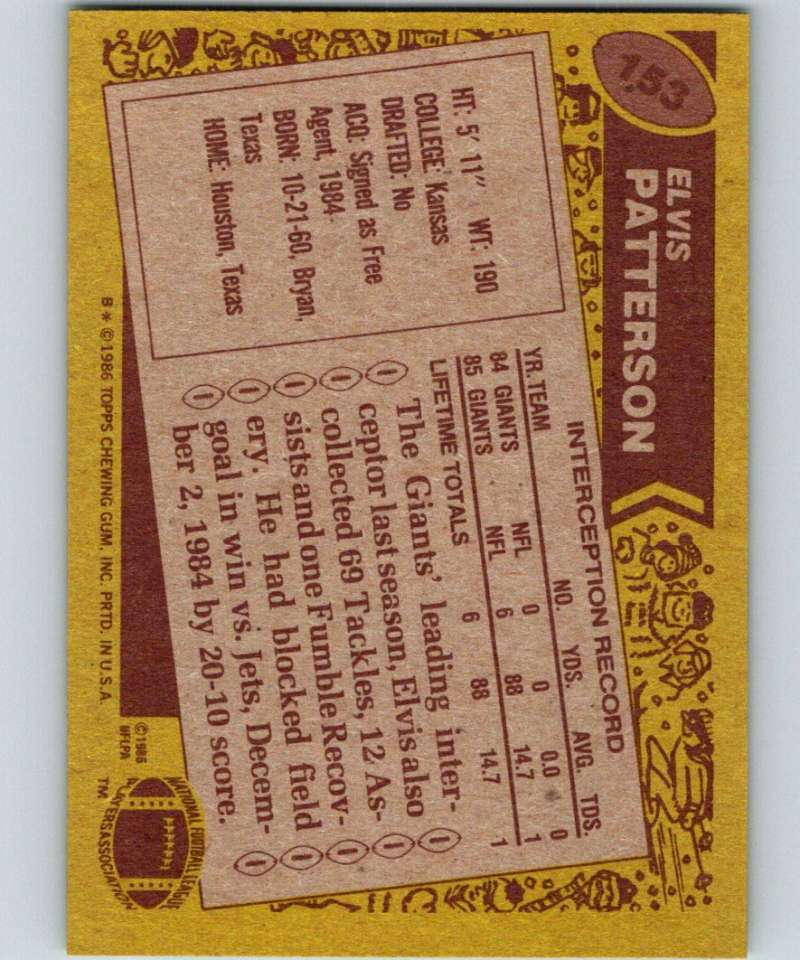 153
ELVIS
PATTERSON
HT: 5' 11" WT: 190
COLLEGE: Kansas
DRAFTED: No
ACQ: Signed as Free
Agent, 1984
BORN: 10-21-60, Bryan,
Texas
HOME: Houston, Texas
INTERCEPTION RECORD
YR. TEAM NO. YDS. AVG. TDS.
84 GIANTS NFL 0 0 0.0 0
85 GIANTS NFL 6 88 14.7 1
LIFETIME TOTALS 6 88 14.7 1
The Giants' leading inter-
ceptor last season, Elvis also
collected 69 Tackles, 12 As-
sists and one Fumble Recov-
ery. He had blocked field
goal in win vs. Jets, Decem-
ber 2, 1984 by 20-10 score.
B * © 1986 TOPPS CHEWING GUM, INC. PRTD. IN U.S.A.
© 1986
NFLPA
NATIONAL FOOTBALL LEAGUE
PLAYERS ASSOCIATION
TM